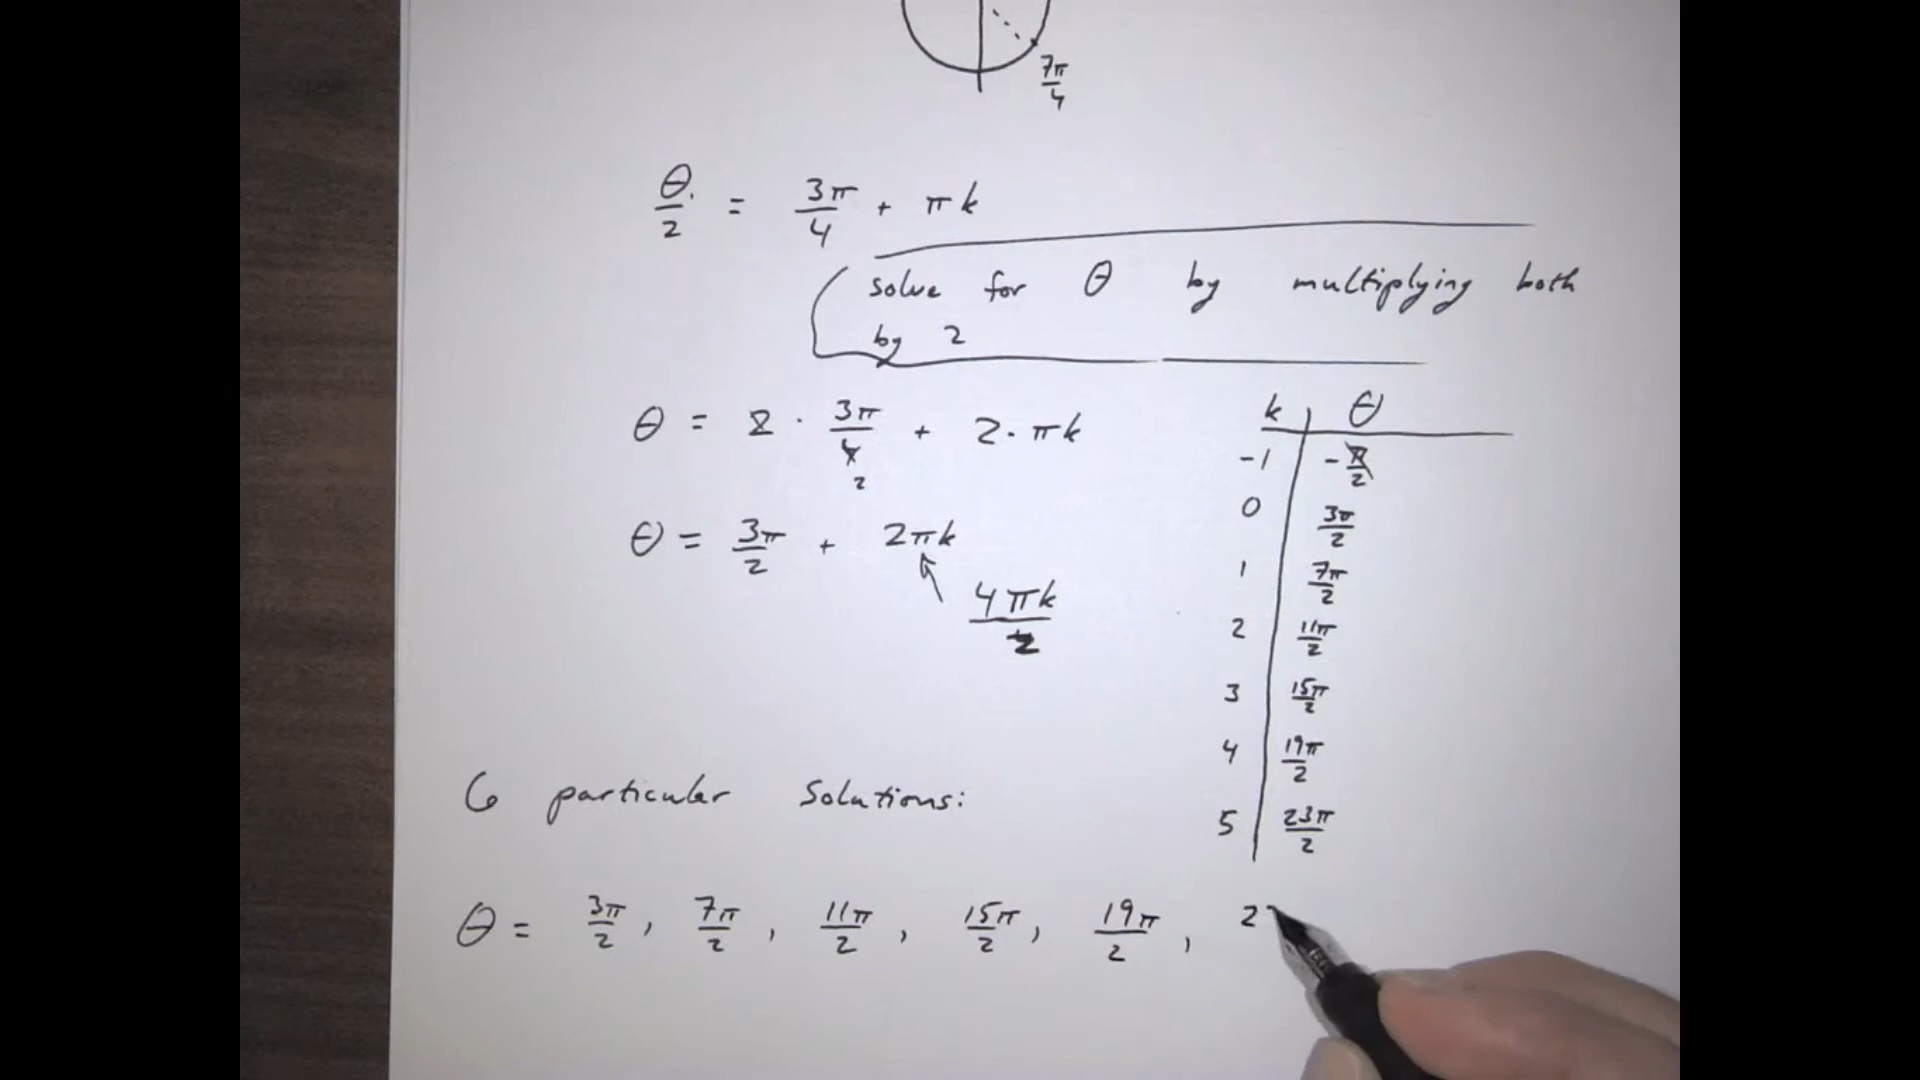 7π/4
θ/2 = 3π/4 + πk
solve for θ by multiplying both
by 2
θ = 2 · 3π/4 + 2 · πk
2
θ = 3π/2 + 2πk
4πk/2
k θ
-1 -π/2
0 3π/2
1 7π/2
2 11π/2
3 15π/2
4 19π/2
5 23π/2
6 particular solutions:
θ = 3π/2, 7π/2, 11π/2, 15π/2, 19π/2, 2